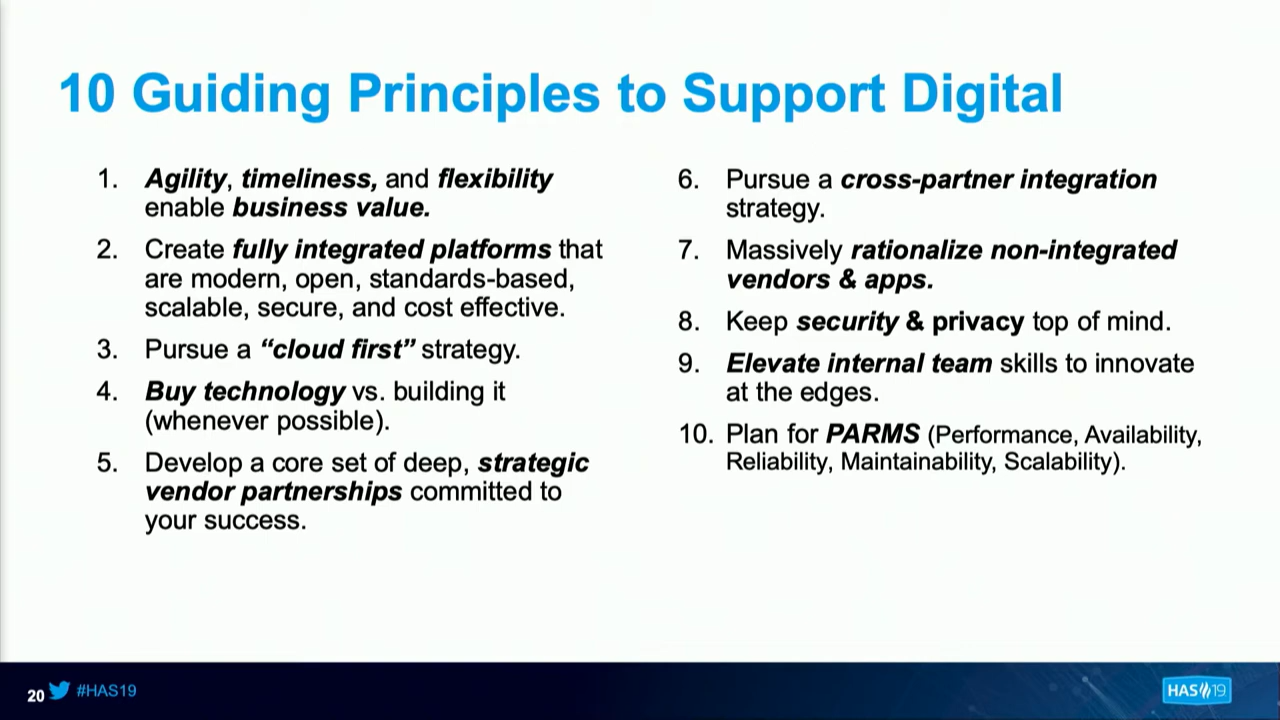 10 Guiding Principles to Support Digital
1. Agility, timeliness, and flexibility
enable business value.
2. Create fully integrated platforms that
are modern, open, standards-based,
scalable, secure, and cost effective.
3. Pursue a “cloud first” strategy.
4. Buy technology vs. building it
(whenever possible).
5. Develop a core set of deep, strategic
vendor partnerships committed to
your success.
6. Pursue a cross-partner integration
strategy.
7. Massively rationalize non-integrated
vendors & apps.
8. Keep security & privacy top of mind.
9. Elevate internal team skills to innovate
at the edges.
10. Plan for PARMS (Performance, Availability,
Reliability, Maintainability, Scalability).
20 #HAS19
HAS 19